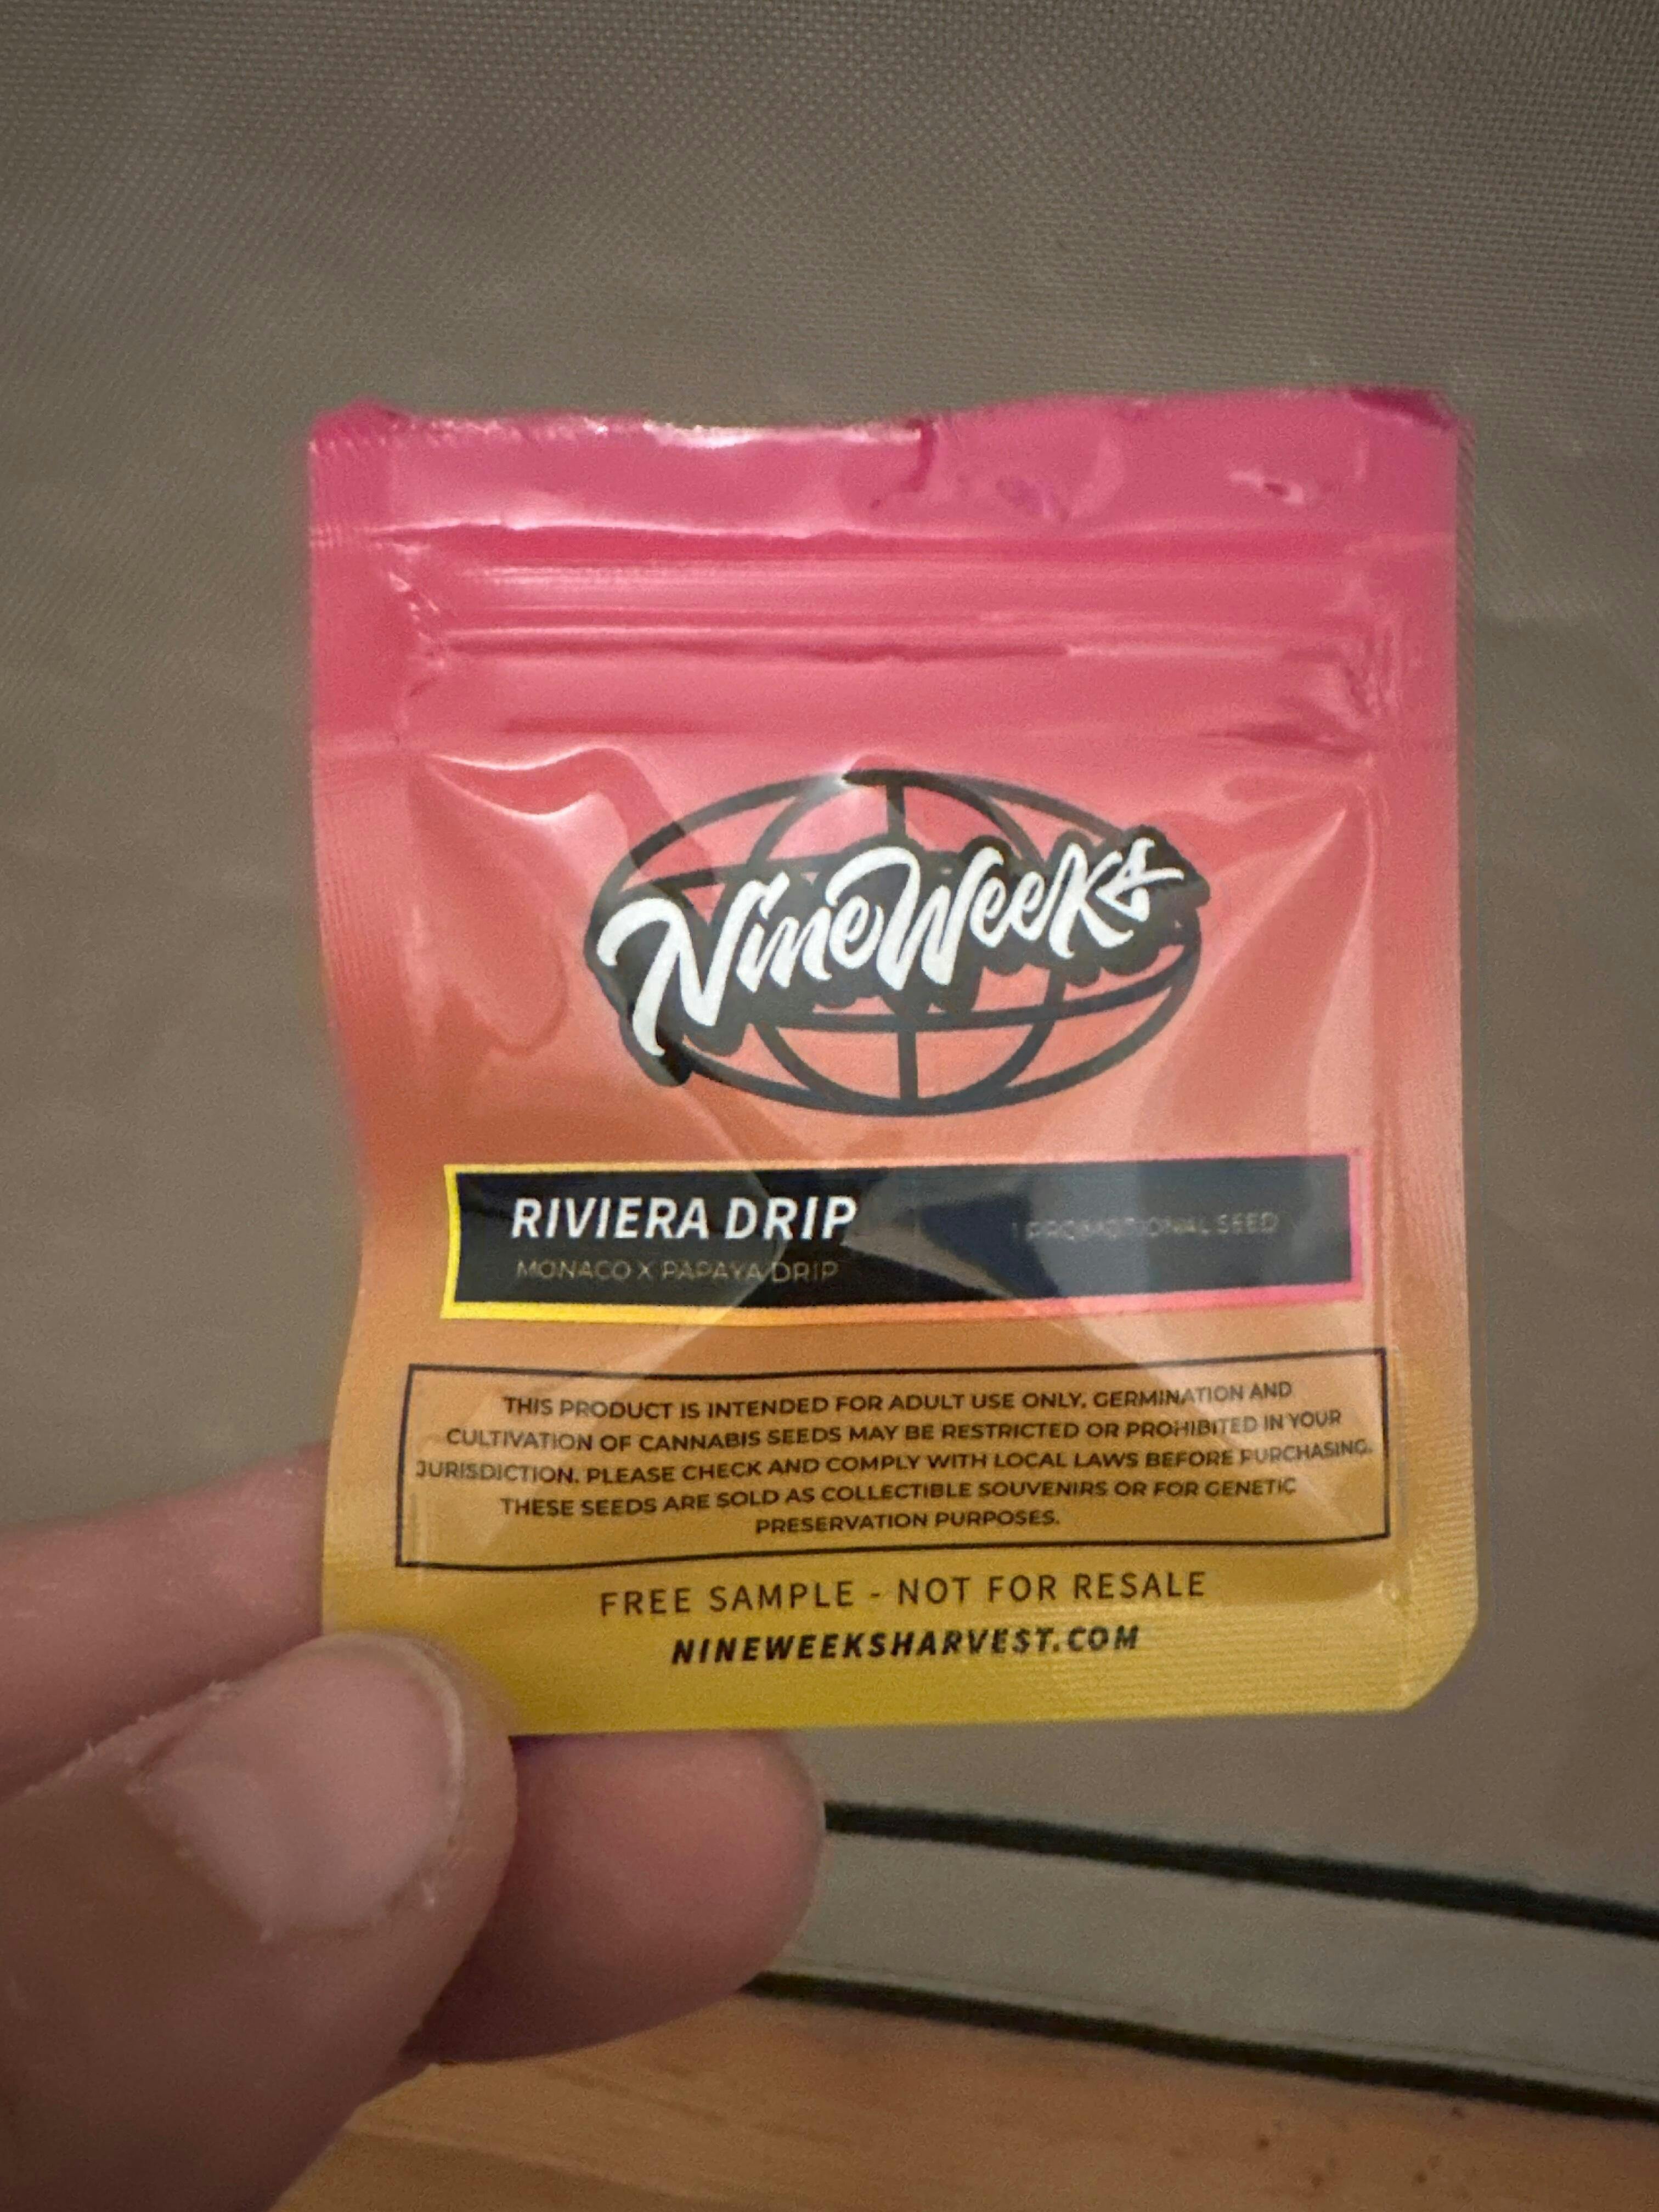 NineWeeks
RIVIERA DRIP
1 PROMOTIONAL SEED
MONACO X PAPAYA DRIP
THIS PRODUCT IS INTENDED FOR ADULT USE ONLY. GERMINATION AND
CULTIVATION OF CANNABIS SEEDS MAY BE RESTRICTED OR PROHIBITED IN YOUR
JURISDICTION. PLEASE CHECK AND COMPLY WITH LOCAL LAWS BEFORE PURCHASING.
THESE SEEDS ARE SOLD AS COLLECTIBLE SOUVENIRS OR FOR GENETIC
PRESERVATION PURPOSES.
FREE SAMPLE - NOT FOR RESALE
NINEWEEKSHARVEST.COM